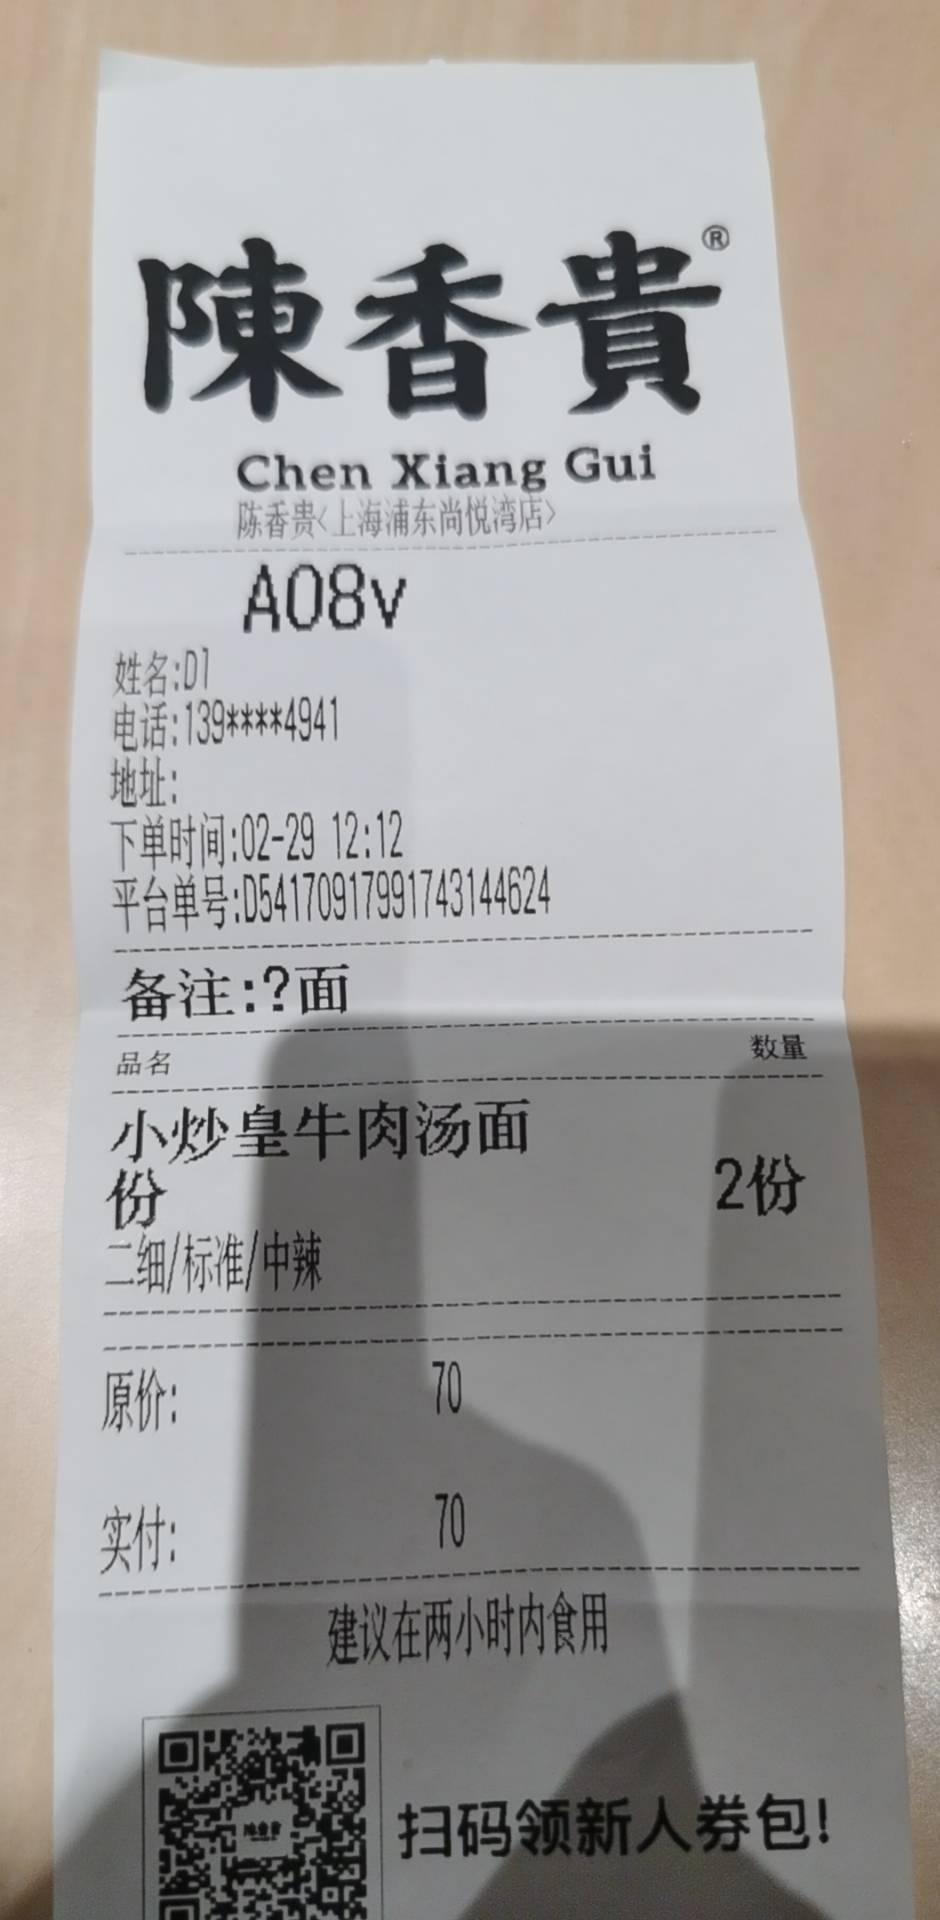 陳香貴®
Chen Xiang Gui
陈香贵<上海浦东尚悦湾店>
A08v
姓名:D1
电话:139****4941
地址:
下单时间:02-29 12:12
平台单号:D54170917991743144624
备注:?面
品名 数量
小炒皇牛肉汤面
份 2份
二细/标准/中辣
原价: 70
实付: 70
建议在两小时内食用
扫码领新人券包!